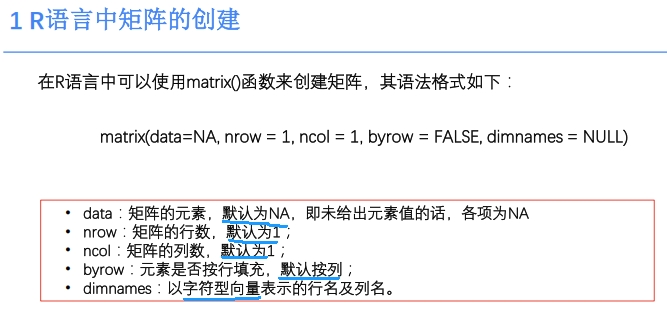 1 R语言中矩阵的创建
在R语言中可以使用matrix()函数来创建矩阵，其语法格式如下：
matrix(data=NA, nrow = 1, ncol = 1, byrow = FALSE, dimnames = NULL)
• data：矩阵的元素，默认为NA，即未给出元素值的话，各项为NA
• nrow：矩阵的行数，默认为1；
• ncol：矩阵的列数，默认为1；
• byrow：元素是否按行填充，默认按列；
• dimnames：以字符型向量表示的行名及列名。